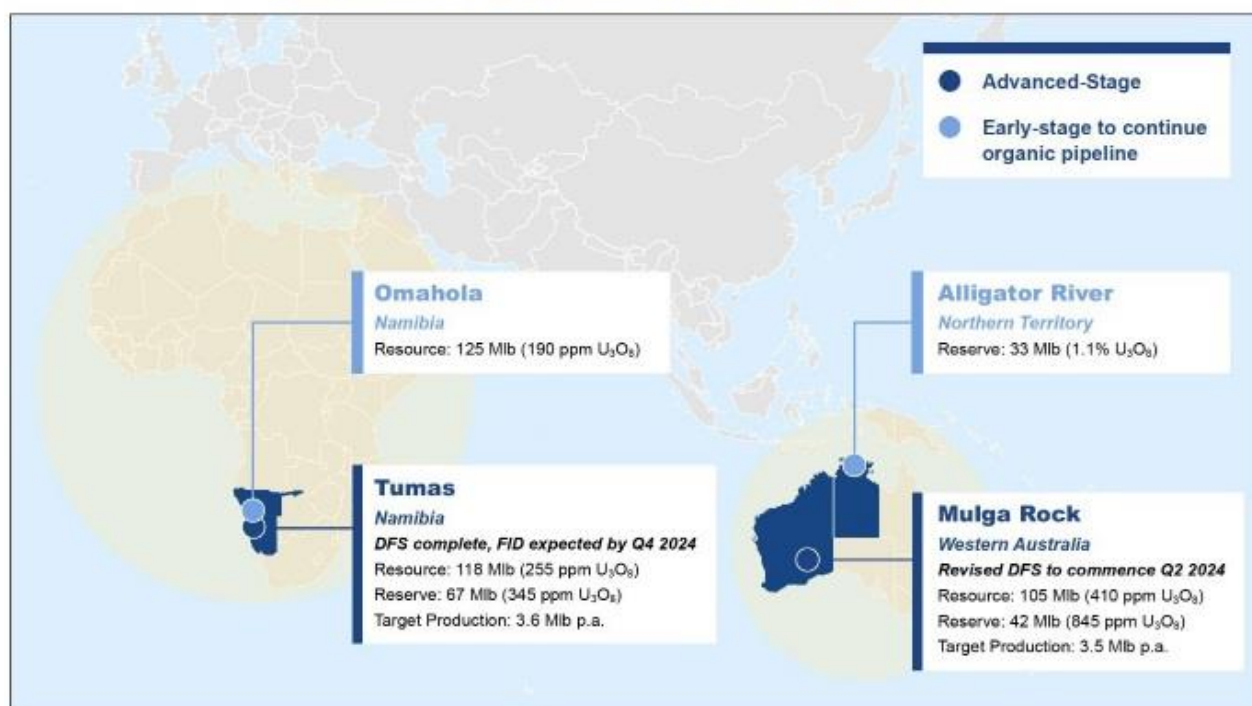 Advanced-Stage
Early-stage to continue
organic pipeline
Omahola
Namibia
Resource: 125 Mlb (190 ppm U₃O₈)
Alligator River
Northern Territory
Reserve: 33 Mlb (1.1% U₃O₈)
Tumas
Namibia
DFS complete, FID expected by Q4 2024
Resource: 118 Mlb (255 ppm U₃O₈)
Reserve: 67 Mlb (345 ppm U₃O₈)
Target Production: 3.6 Mlb p.a.
Mulga Rock
Western Australia
Revised DFS to commence Q2 2024
Resource: 105 Mlb (410 ppm U₃O₈)
Reserve: 42 Mlb (845 ppm U₃O₈)
Target Production: 3.5 Mlb p.a.